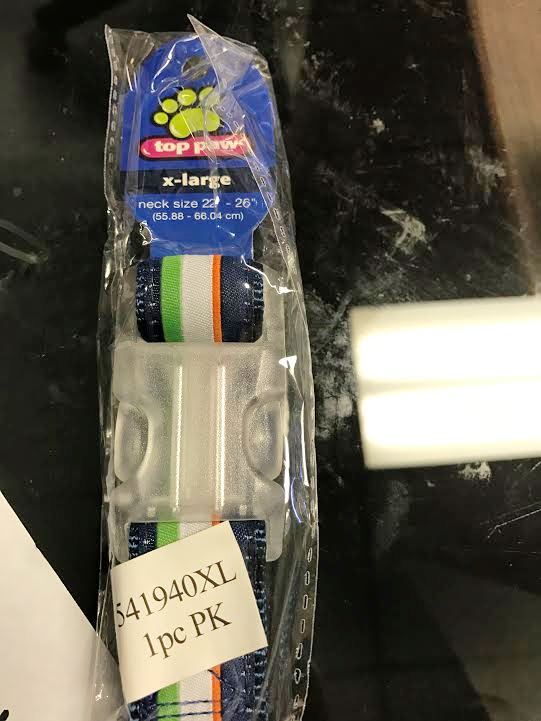 top paw
x-large
neck size 22" - 26"
(55.88 - 66.04 cm)
541940XL
1pc PK